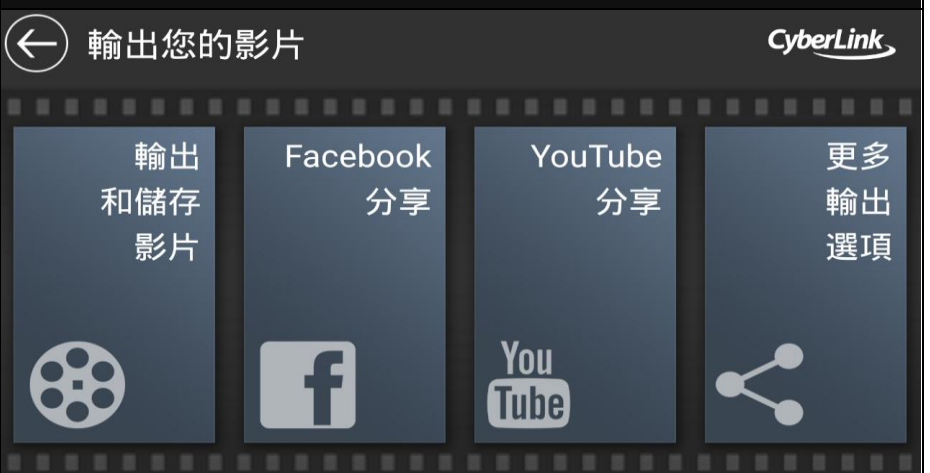 輸出您的影片
CyberLink
輸出
和儲存
影片
Facebook
分享
YouTube
分享
更多
輸出
選項
f
You
Tube